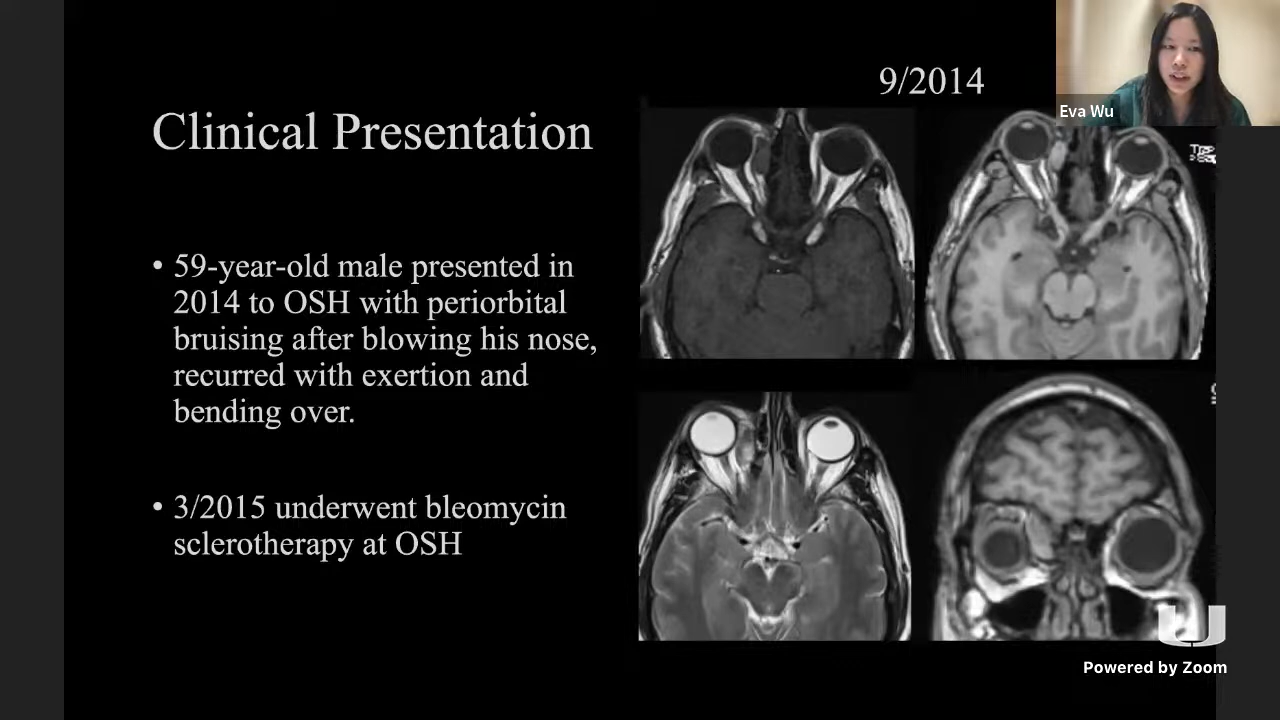 9/2014
Clinical Presentation
Eva Wu
• 59-year-old male presented in
2014 to OSH with periorbital
bruising after blowing his nose,
recurred with exertion and
bending over.
• 3/2015 underwent bleomycin
sclerotherapy at OSH
U
Powered by Zoom